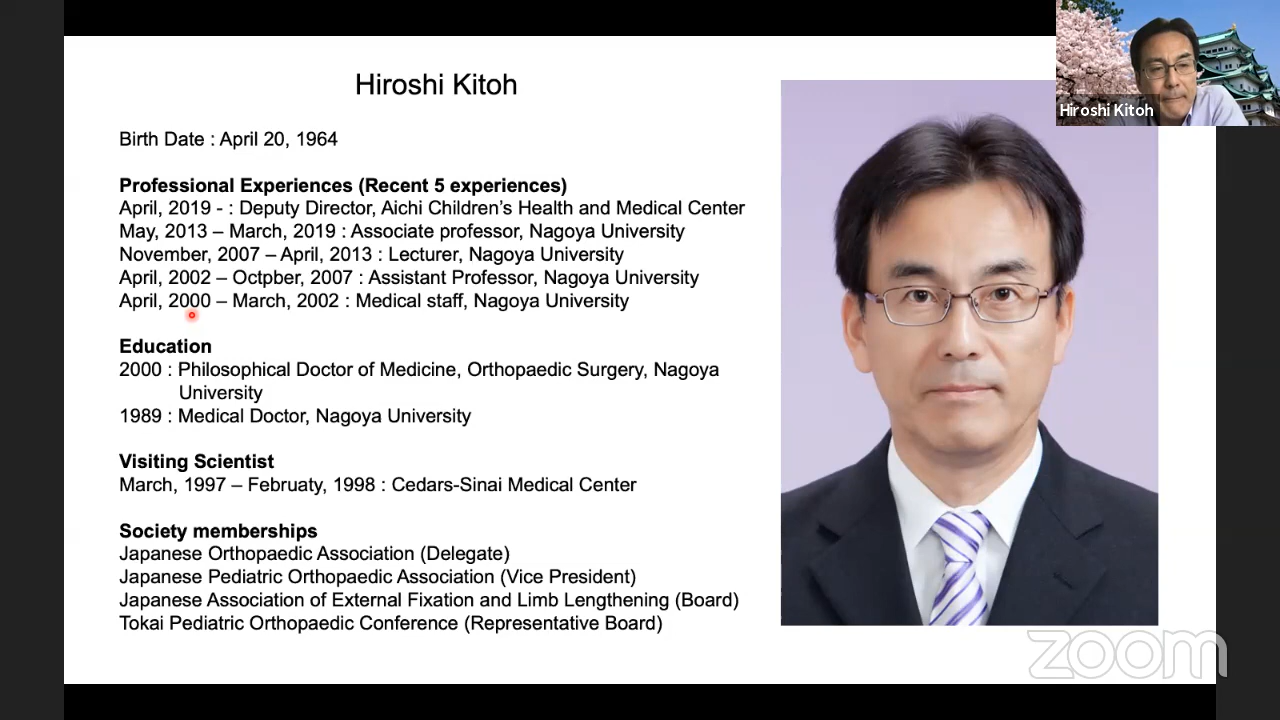 Hiroshi Kitoh
Hiroshi Kitoh
Birth Date : April 20, 1964
Professional Experiences (Recent 5 experiences)
April, 2019 - : Deputy Director, Aichi Children's Health and Medical Center
May, 2013 – March, 2019 : Associate professor, Nagoya University
November, 2007 – April, 2013 : Lecturer, Nagoya University
April, 2002 – Octpber, 2007 : Assistant Professor, Nagoya University
April, 2000 – March, 2002 : Medical staff, Nagoya University
Education
2000 : Philosophical Doctor of Medicine, Orthopaedic Surgery, Nagoya
University
1989 : Medical Doctor, Nagoya University
Visiting Scientist
March, 1997 – Februaty, 1998 : Cedars-Sinai Medical Center
Society memberships
Japanese Orthopaedic Association (Delegate)
Japanese Pediatric Orthopaedic Association (Vice President)
Japanese Association of External Fixation and Limb Lengthening (Board)
Tokai Pediatric Orthopaedic Conference (Representative Board)
zoom